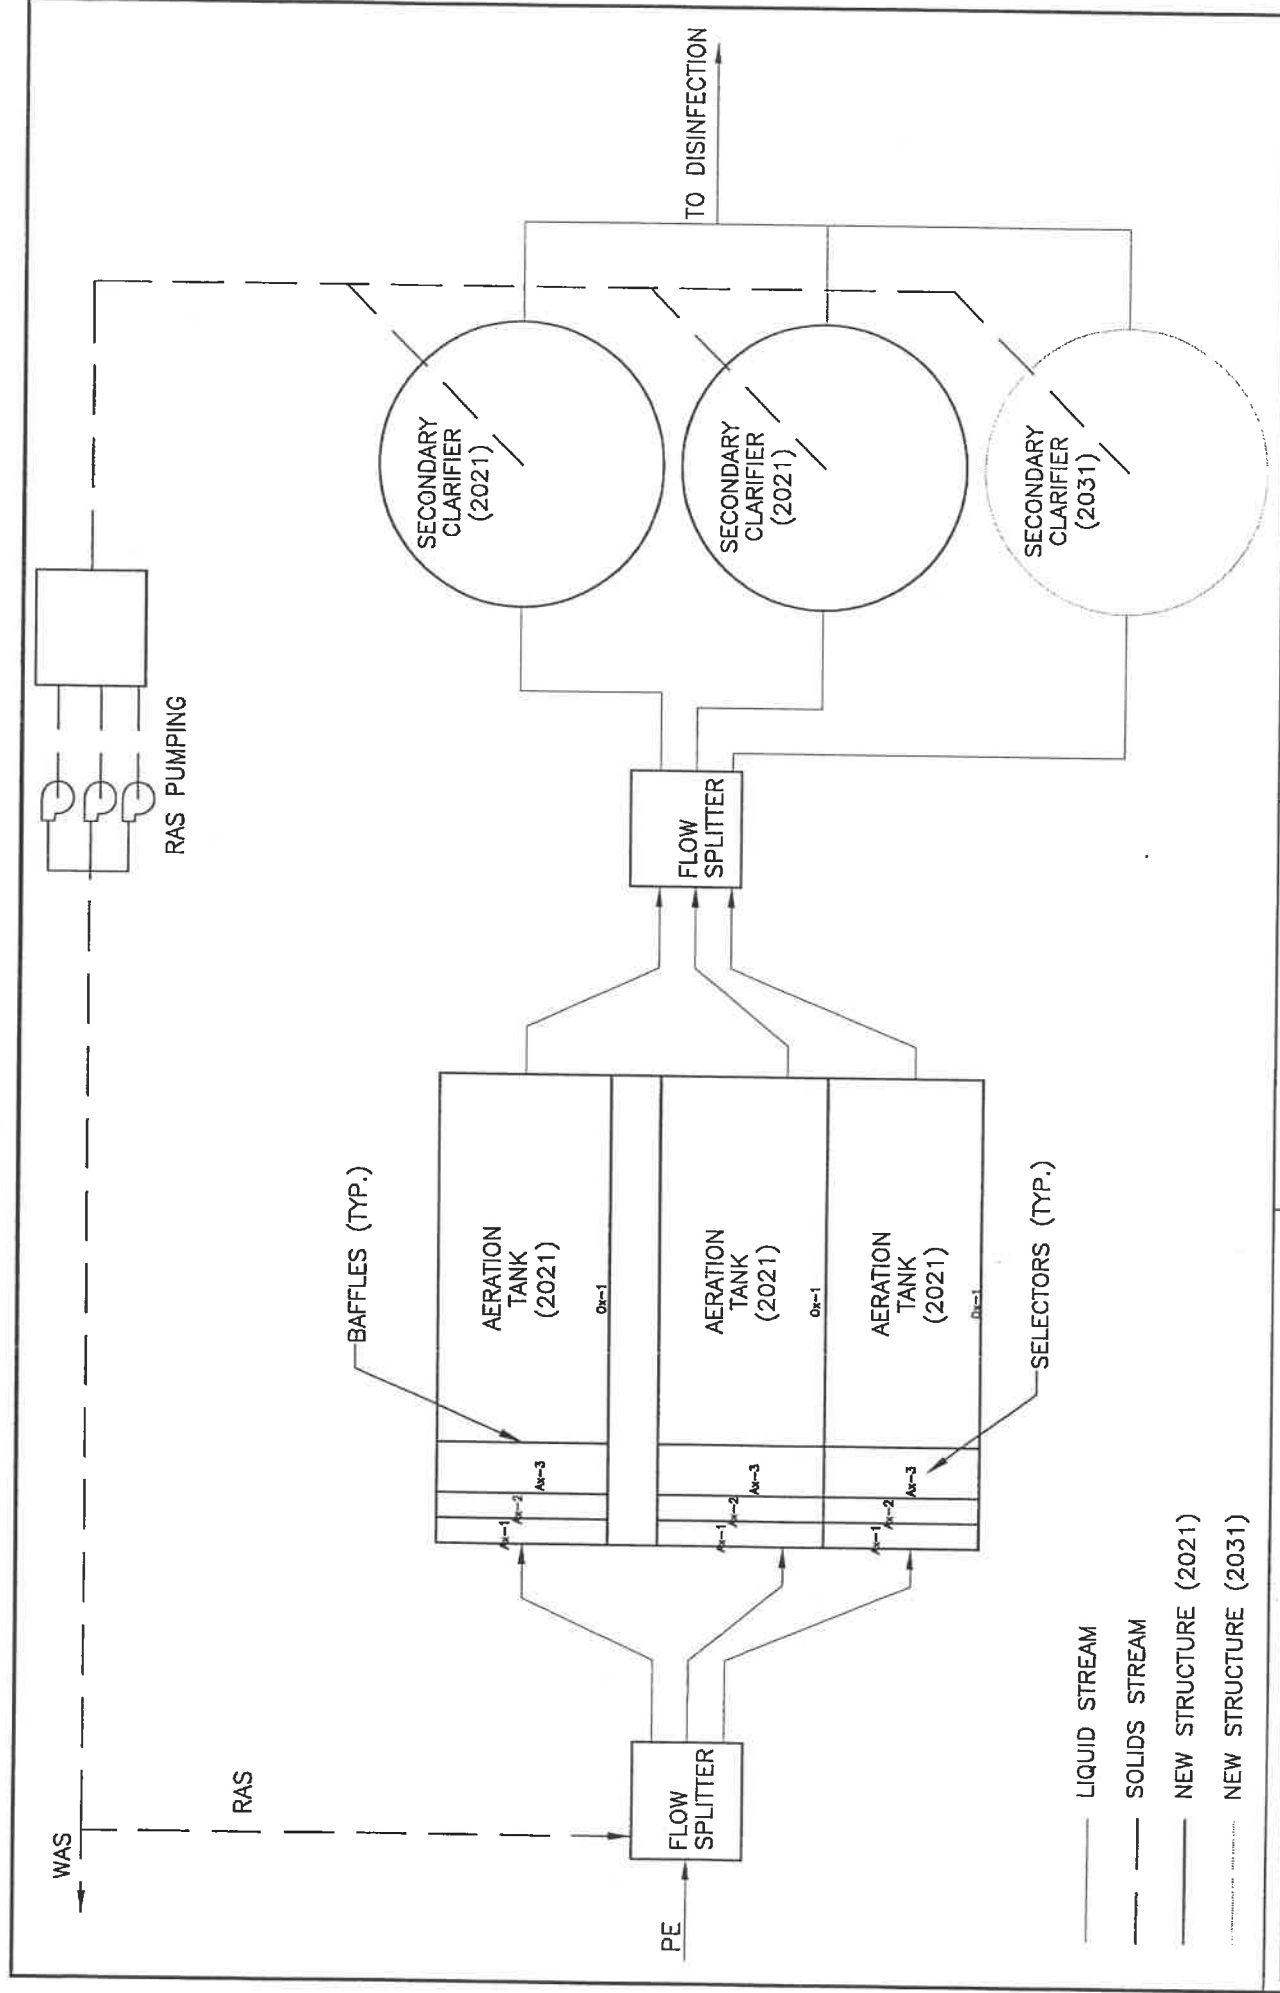 WAS
RAS
PE
FLOW
SPLITTER
RAS PUMPING
BAFFLES (TYP.)
Ax-1
Ax-2
Ax-3
AERATION
TANK
(2021)
Ox-1
Ax-1
Ax-2
Ax-3
AERATION
TANK
(2021)
Ox-1
Ax-1
Ax-2
Ax-3
AERATION
TANK
(2021)
Ox-1
SELECTORS (TYP.)
FLOW
SPLITTER
SECONDARY
CLARIFIER
(2021)
SECONDARY
CLARIFIER
(2021)
SECONDARY
CLARIFIER
(2031)
TO DISINFECTION
LIQUID STREAM
SOLIDS STREAM
NEW STRUCTURE (2021)
NEW STRUCTURE (2031)